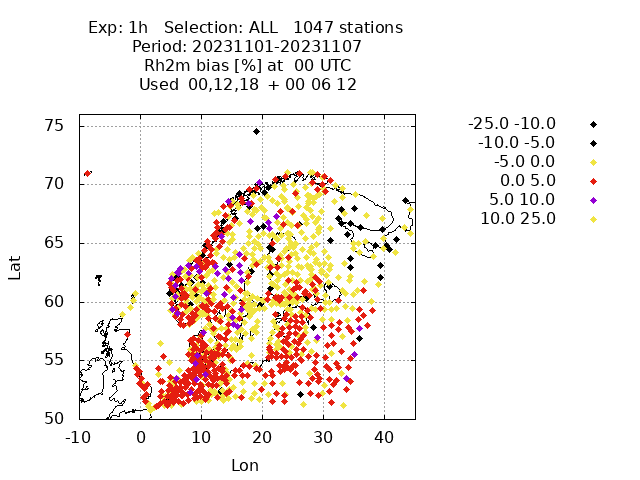 Exp: 1h   Selection: ALL   1047 stations
Period: 20231101-20231107
Rh2m bias [%] at  00 UTC
Used  00,12,18  + 00 06 12
-25.0 -10.0
-10.0 -5.0
-5.0 0.0
0.0 5.0
5.0 10.0
10.0 25.0
75
70
65
60
55
50
Lat
-10 0 10 20 30 40
Lon